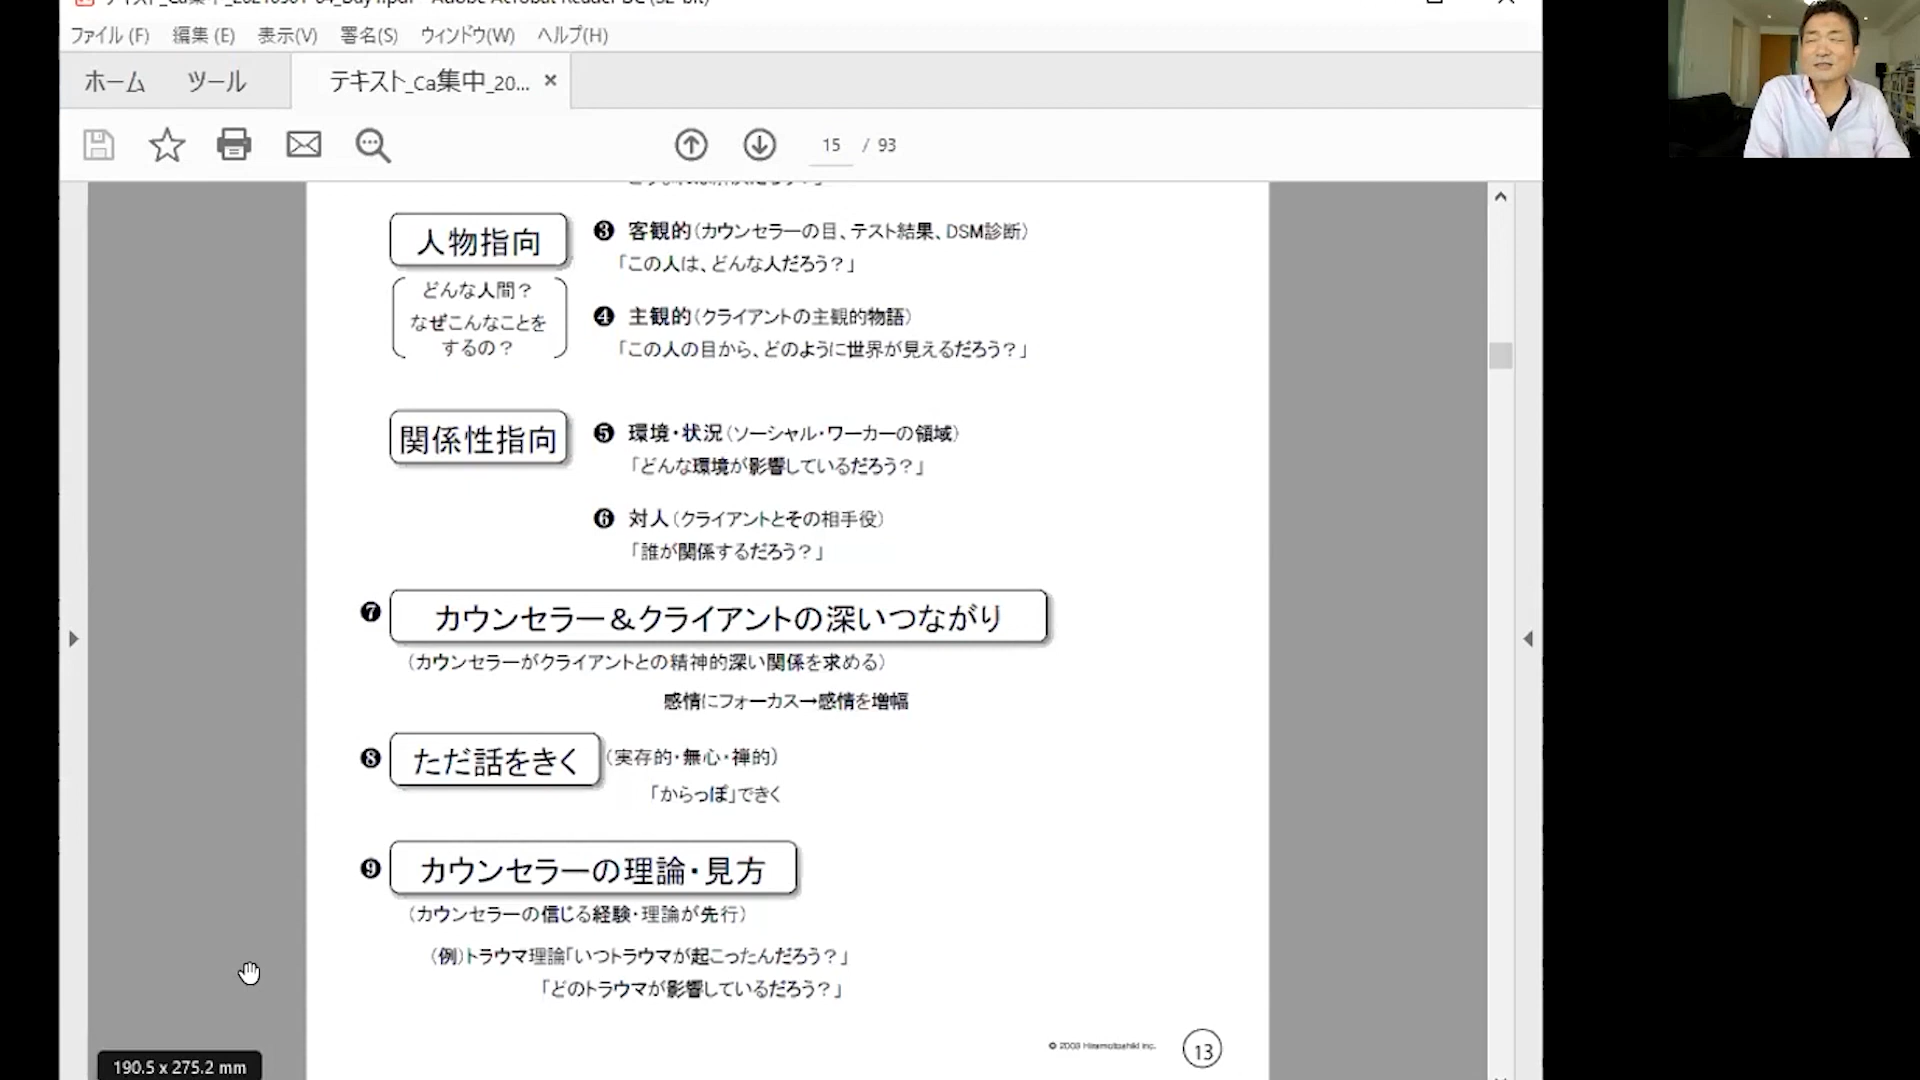 ファイル(F) 編集(E) 表示(V) 署名(S) ウィンドウ(W) ヘルプ(H)
ホーム ツール テキスト_Ca集中_20... ×
15 / 93
人物指向
❸ 客観的(カウンセラーの目、テスト結果、DSM診断)
「この人は、どんな人だろう?」
どんな人間?
なぜこんなことを
するの?
❹ 主観的(クライアントの主観的物語)
「この人の目から、どのように世界が見えるだろう?」
関係性指向
❺ 環境・状況(ソーシャル・ワーカーの領域)
「どんな環境が影響しているだろう?」
❻ 対人(クライアントとその相手役)
「誰が関係するだろう?」
❼ カウンセラー&クライアントの深いつながり
(カウンセラーがクライアントとの精神的深い関係を求める)
感情にフォーカス→感情を増幅
❽ ただ話をきく (実存的・無心・禅的)
「からっぽ」できく
❾ カウンセラーの理論・見方
(カウンセラーの信じる経験・理論が先行)
(例)トラウマ理論「いつトラウマが起こったんだろう?」
「どのトラウマが影響しているだろう?」
13
190.5 x 275.2 mm